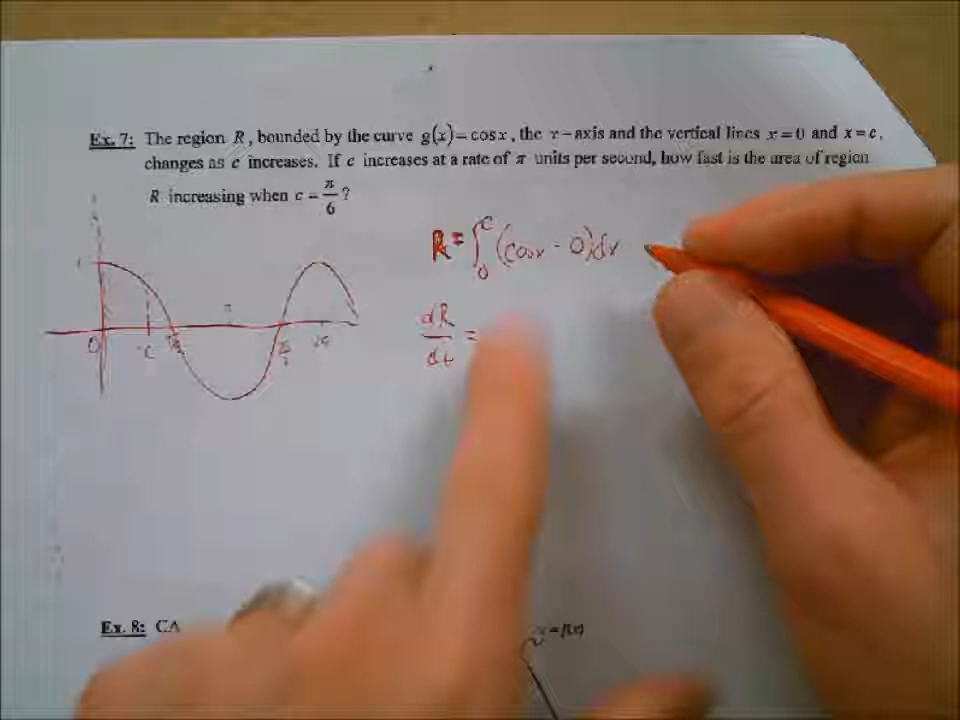 Ex. 7: The region R, bounded by the curve g(x) = cos x, the x-axis and the vertical lines x = 0 and x = c,
changes as c increases. If c increases at a rate of π units per second, how fast is the area of region
R increasing when c = π/6 ?
R = ∫₀ᶜ (cosx - 0)dx
dR/dt =
0 c π/2 π 3π/2 2π
Ex. 8: CA
= f(x)